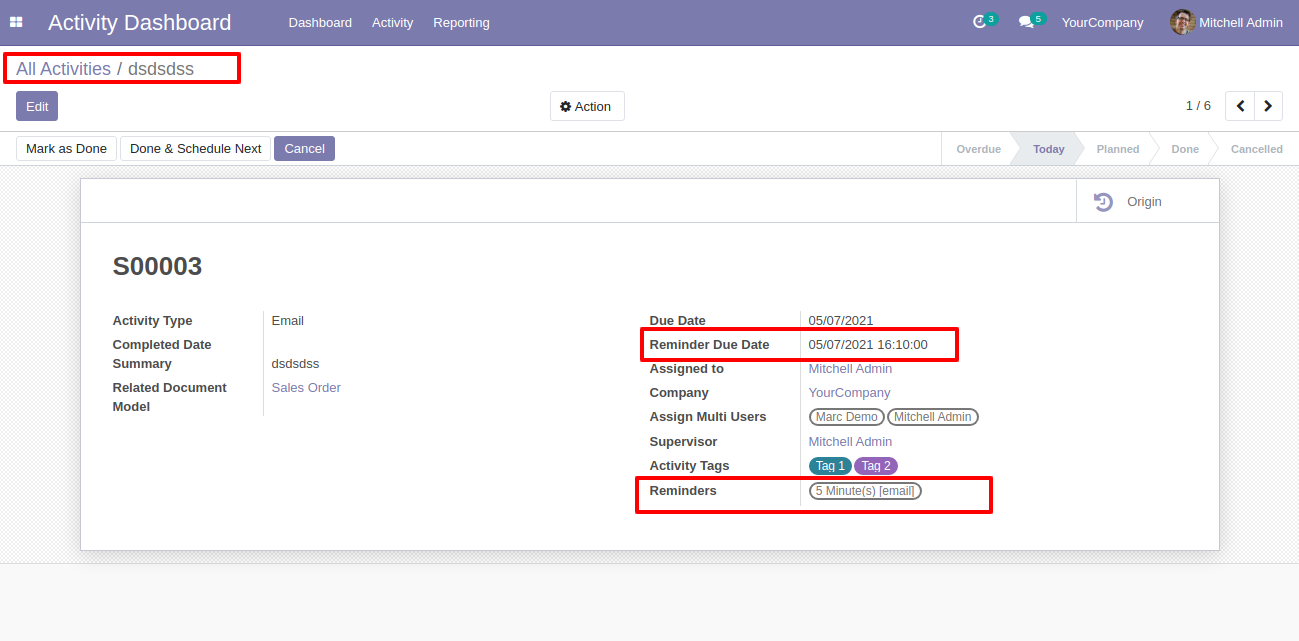 Activity Dashboard Dashboard Activity Reporting 3 5 YourCompany Mitchell Admin
All Activities / dsdsdss
Edit Action 1 / 6
Mark as Done Done & Schedule Next Cancel Overdue Today Planned Done Cancelled
Origin
S00003
Activity Type Email
Completed Date
Summary dsdsdss
Related Document Model Sales Order
Due Date 05/07/2021
Reminder Due Date 05/07/2021 16:10:00
Assigned to Mitchell Admin
Company YourCompany
Assign Multi Users Marc Demo Mitchell Admin
Supervisor Mitchell Admin
Activity Tags Tag 1 Tag 2
Reminders 5 Minute(s) [email]